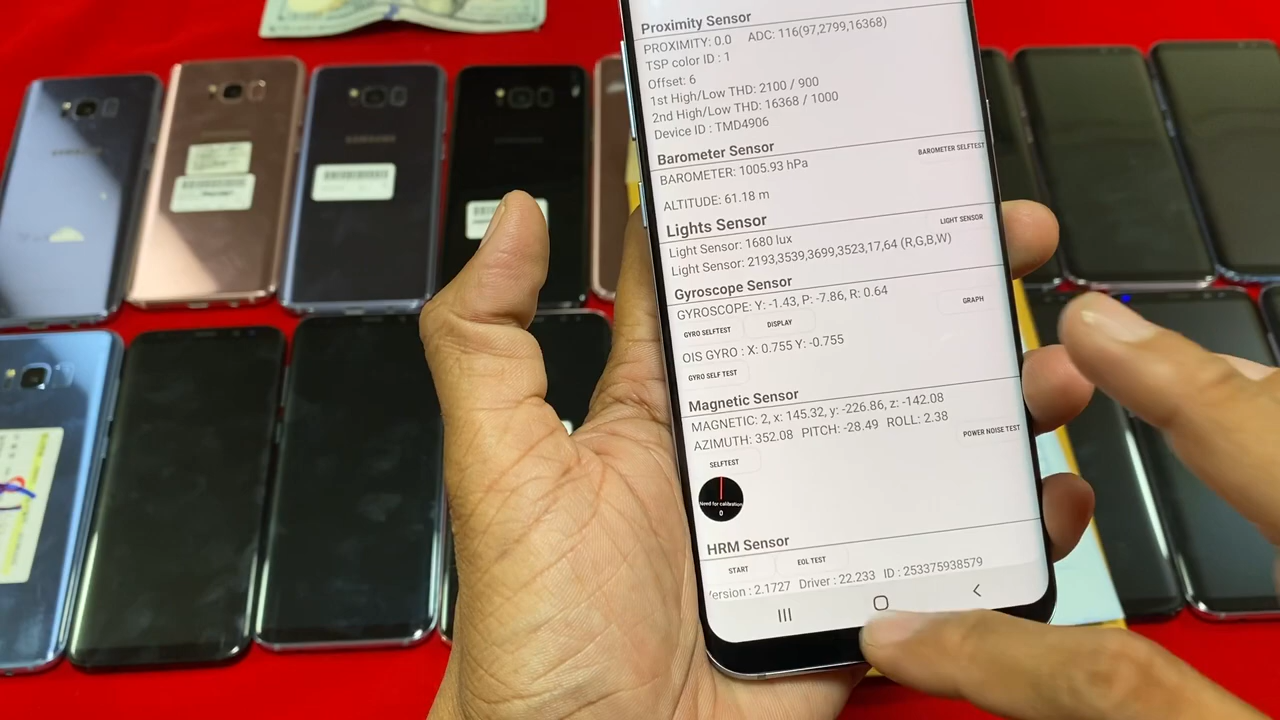 Proximity Sensor
PROXIMITY: 0.0 ADC: 116(97,2799,16368)
TSP color ID : 1
Offset: 6
1st High/Low THD: 2100 / 900
2nd High/Low THD: 16368 / 1000
Device ID : TMD4906
Barometer Sensor
BAROMETER SELFTEST
BAROMETER: 1005.93 hPa
ALTITUDE: 61.18 m
Lights Sensor
LIGHT SENSOR
Light Sensor: 1680 lux
Light Sensor: 2193,3539,3699,3523,17,64 (R,G,B,W)
Gyroscope Sensor
GYROSCOPE: Y: -1.43, P: -7.86, R: 0.64
GYRO SELFTEST DISPLAY GRAPH
OIS GYRO : X: 0.755 Y: -0.755
GYRO SELF TEST
Magnetic Sensor
MAGNETIC: 2, x: 145.32, y: -226.86, z: -142.08
AZIMUTH: 352.08 PITCH: -28.49 ROLL: 2.38
SELFTEST POWER NOISE TEST
Need for calibration
0
HRM Sensor
START EOL TEST
ersion : 2.1727 Driver : 22.233 ID : 253375938579
SAMSUNG